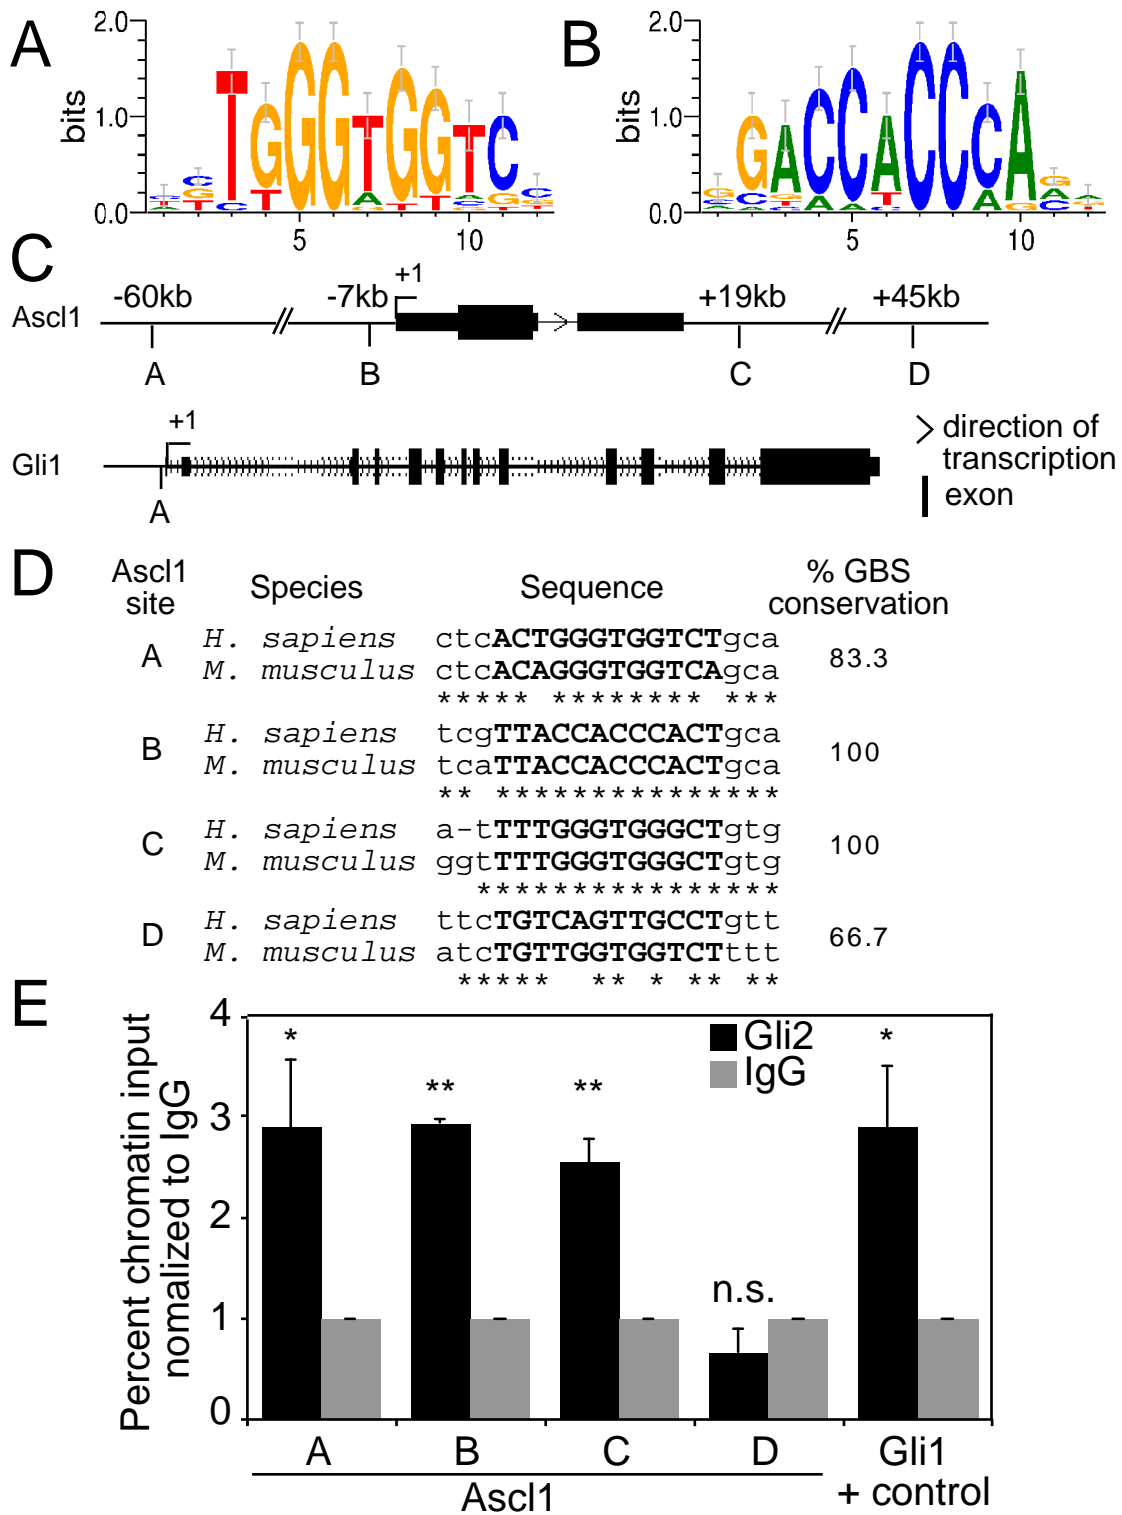 A
B
2.0
1.0
0.0
bits
5
10
TGGGTGGTC
2.0
1.0
0.0
bits
5
10
GACCACCCA
C
+1
-60kb
-7kb
+19kb
+45kb
Ascl1
A
B
C
D
+1
Gli1
A
direction of
transcription
exon
D
Ascl1
site
Species
Sequence
% GBS
conservation
A
H. sapiens ctcACTGGGTGGTCTgca
M. musculus ctcACAGGGTGGTCAgca
83.3
***** ******** ***
B
H. sapiens tcgTTACCACCCACTgca
M. musculus tcaTTACCACCCACTgca
100
** ***************
C
H. sapiens a-tTTTGGGTGGGCTgtg
M. musculus ggtTTTGGGTGGGCTgtg
100
****************
D
H. sapiens ttcTGTCAGTTGCCTgtt
M. musculus atcTGTTGGTGGTCTttt
66.7
***** ** * ** **
E
Percent chromatin input
nomalized to IgG
4
3
2
1
0
Gli2
IgG
*
**
**
n.s.
*
A
B
C
D
Gli1
+ control
Ascl1